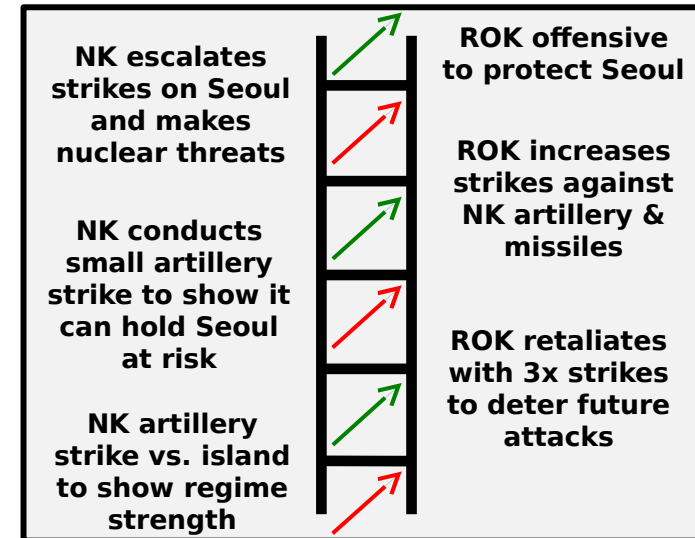 NK escalates
strikes on Seoul
and makes
nuclear threats
NK conducts
small artillery
strike to show it
can hold Seoul
at risk
NK artillery
strike vs. island
to show regime
strength
ROK offensive
to protect Seoul
ROK increases
strikes against
NK artillery &
missiles
ROK retaliates
with 3x strikes
to deter future
attacks